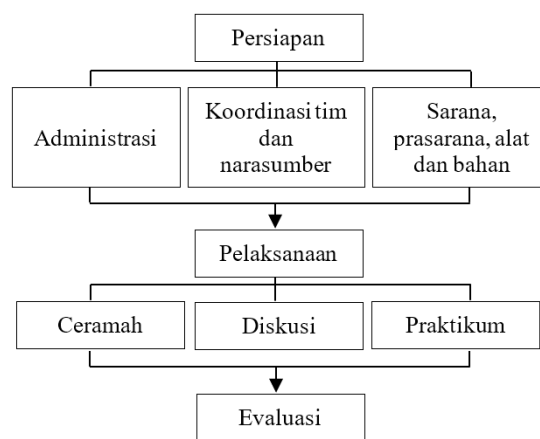 Persiapan
Administrasi
Koordinasi tim
dan
narasumber
Sarana,
prasarana, alat
dan bahan
Pelaksanaan
Ceramah
Diskusi
Praktikum
Evaluasi